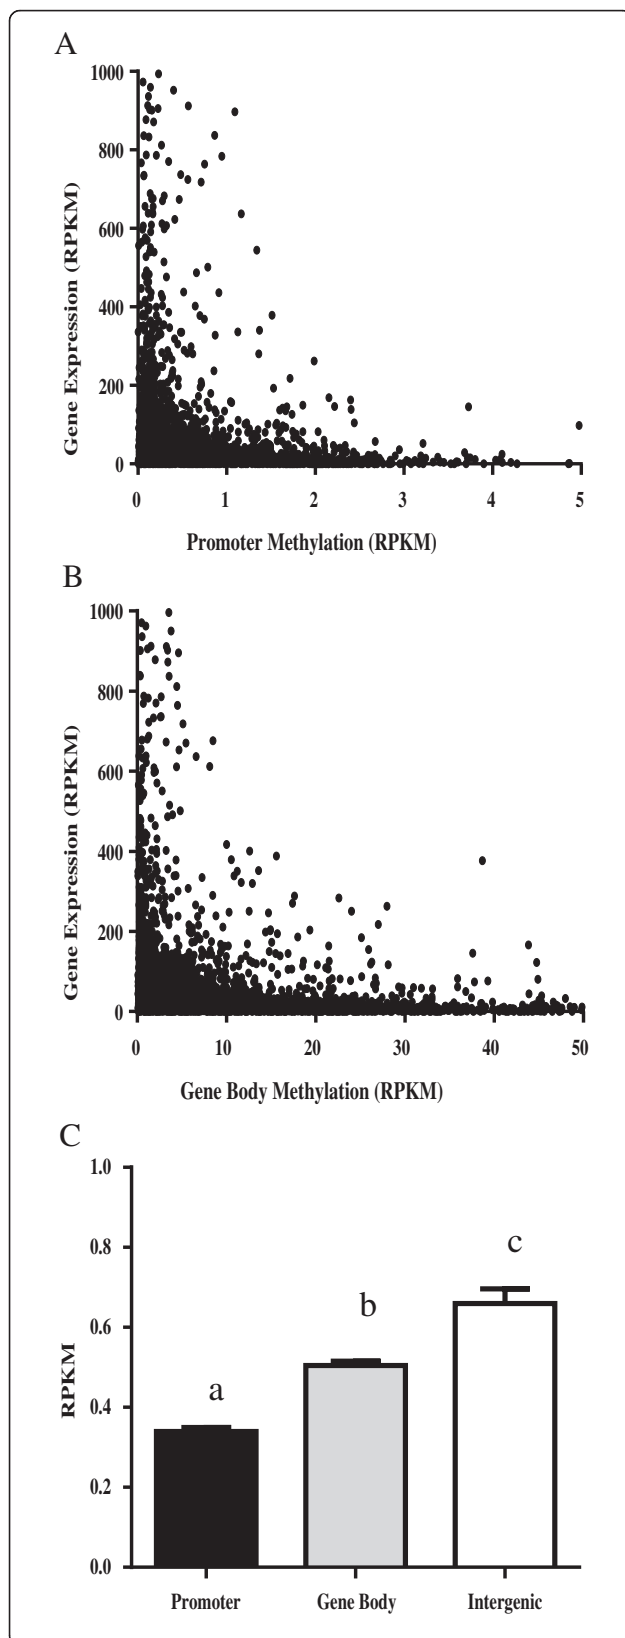 A
1000
800
600
400
200
0
Gene Expression (RPKM)
0 1 2 3 4 5
Promoter Methylation (RPKM)
B
1000
800
600
400
200
0
Gene Expression (RPKM)
0 10 20 30 40 50
Gene Body Methylation (RPKM)
C
1.0
0.8
0.6
0.4
0.2
0.0
RPKM
a
b
c
Promoter Gene Body Intergenic